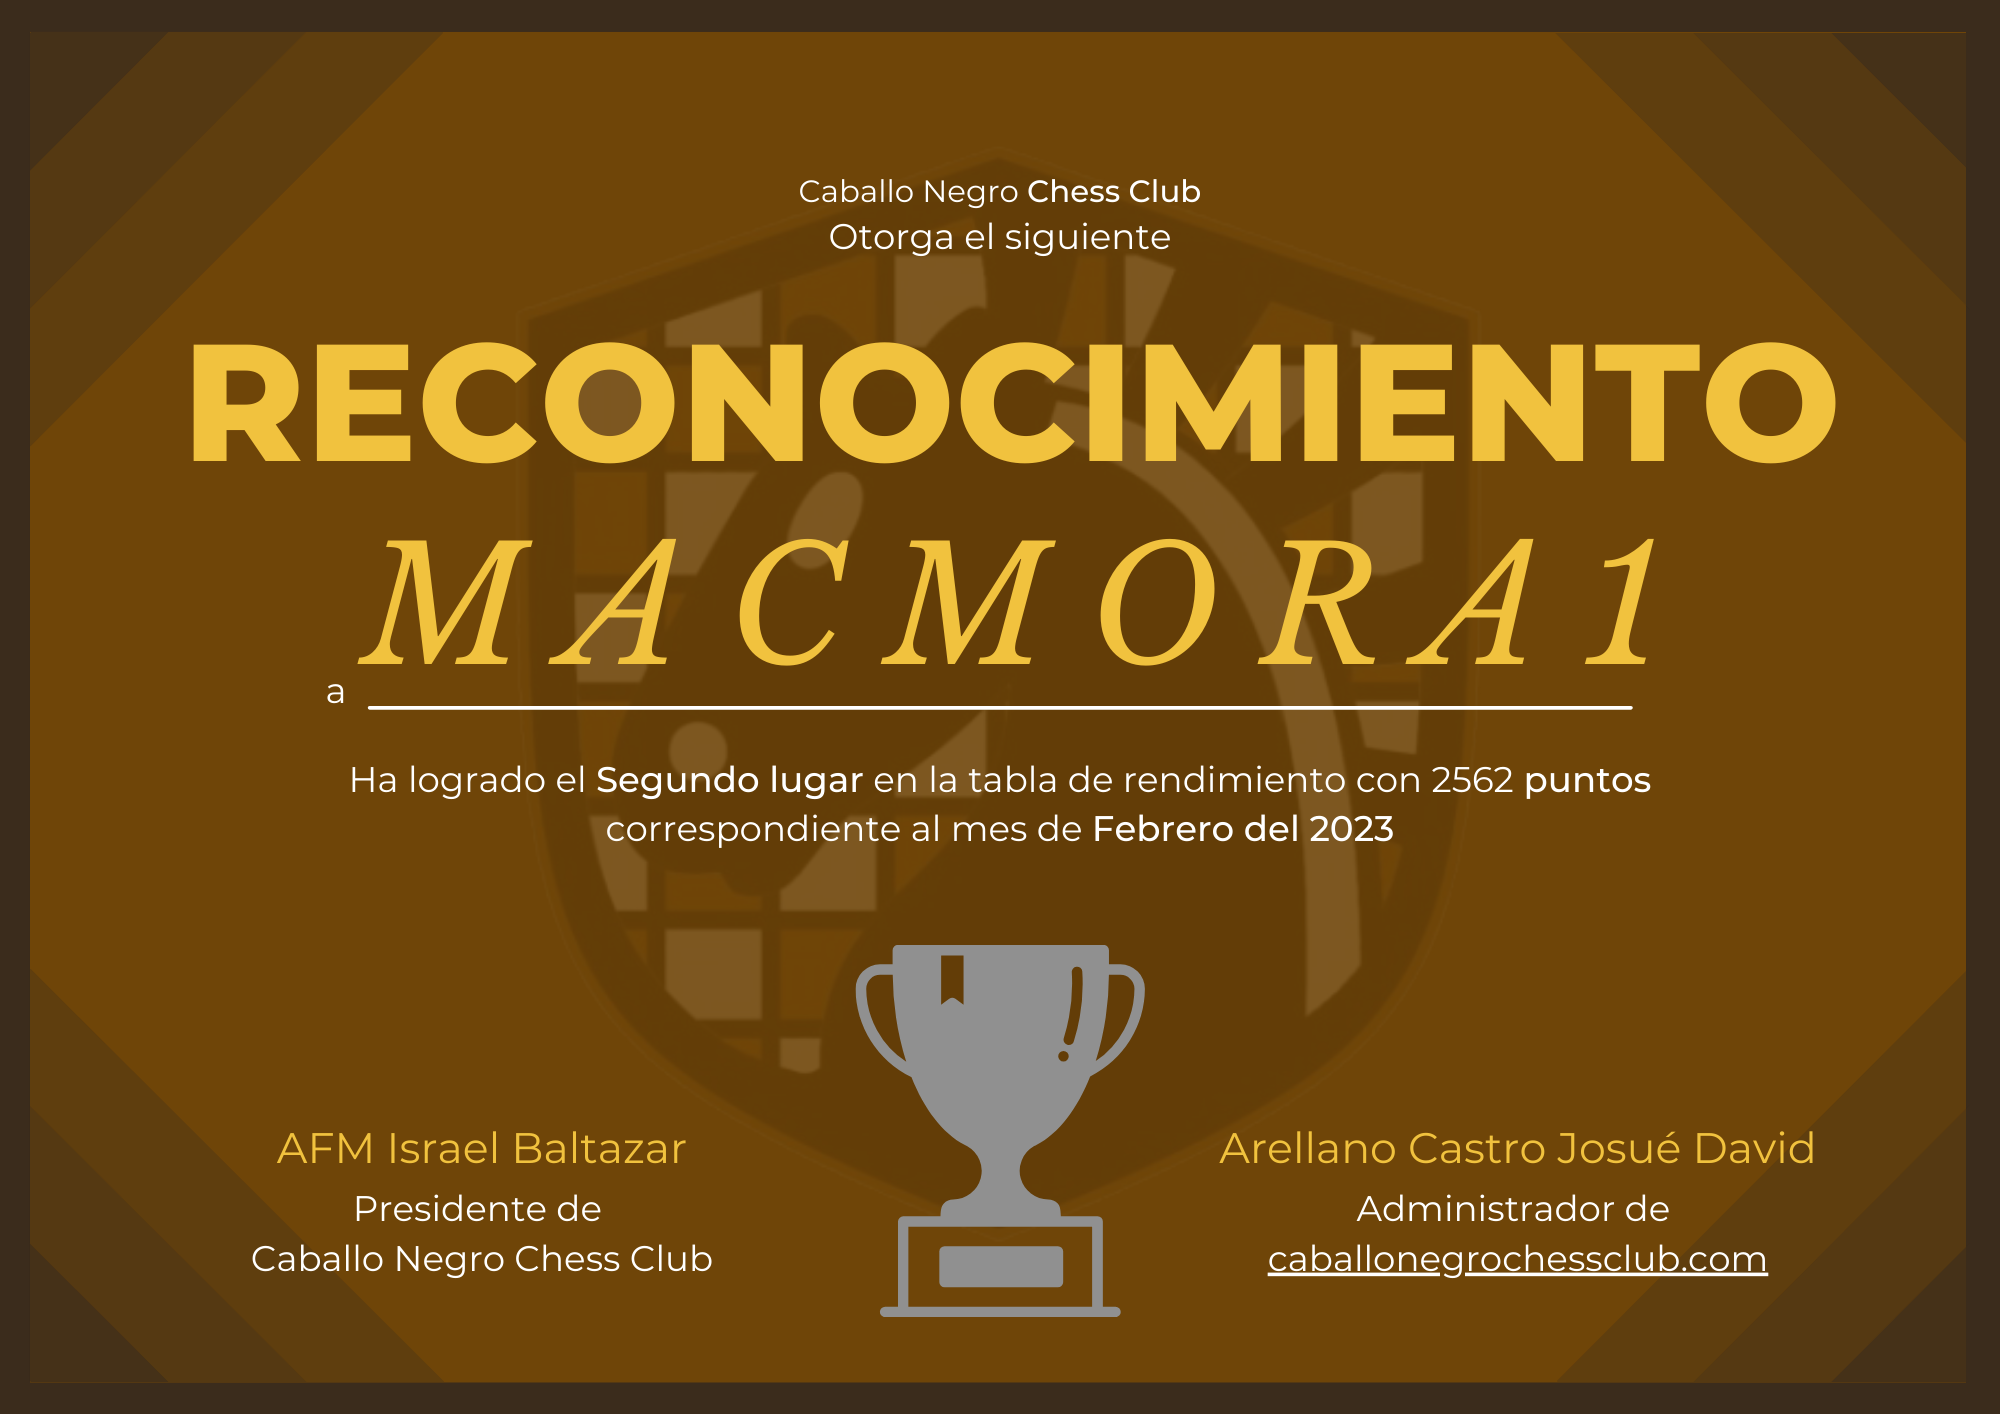 Caballo Negro Chess Club
Otorga el siguiente
RECONOCIMIENTO
MACMORA1
a
Ha logrado el Segundo lugar en la tabla de rendimiento con 2562 puntos
correspondiente al mes de Febrero del 2023
AFM Israel Baltazar
Presidente de
Caballo Negro Chess Club
Arellano Castro Josué David
Administrador de
caballonegrochessclub.com